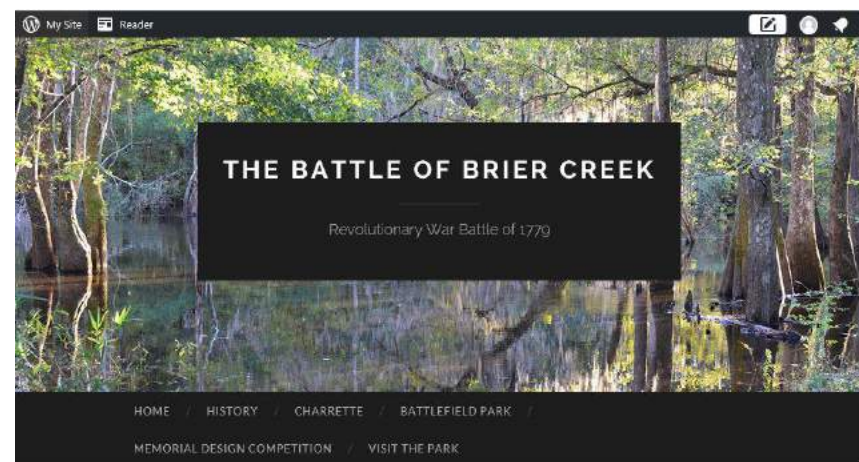 My Site Reader
THE BATTLE OF BRIER CREEK
Revolutionary War Battle of 1779
HOME / HISTORY / CHARRETTE / BATTLEFIELD PARK /
MEMORIAL DESIGN COMPETITION / VISIT THE PARK